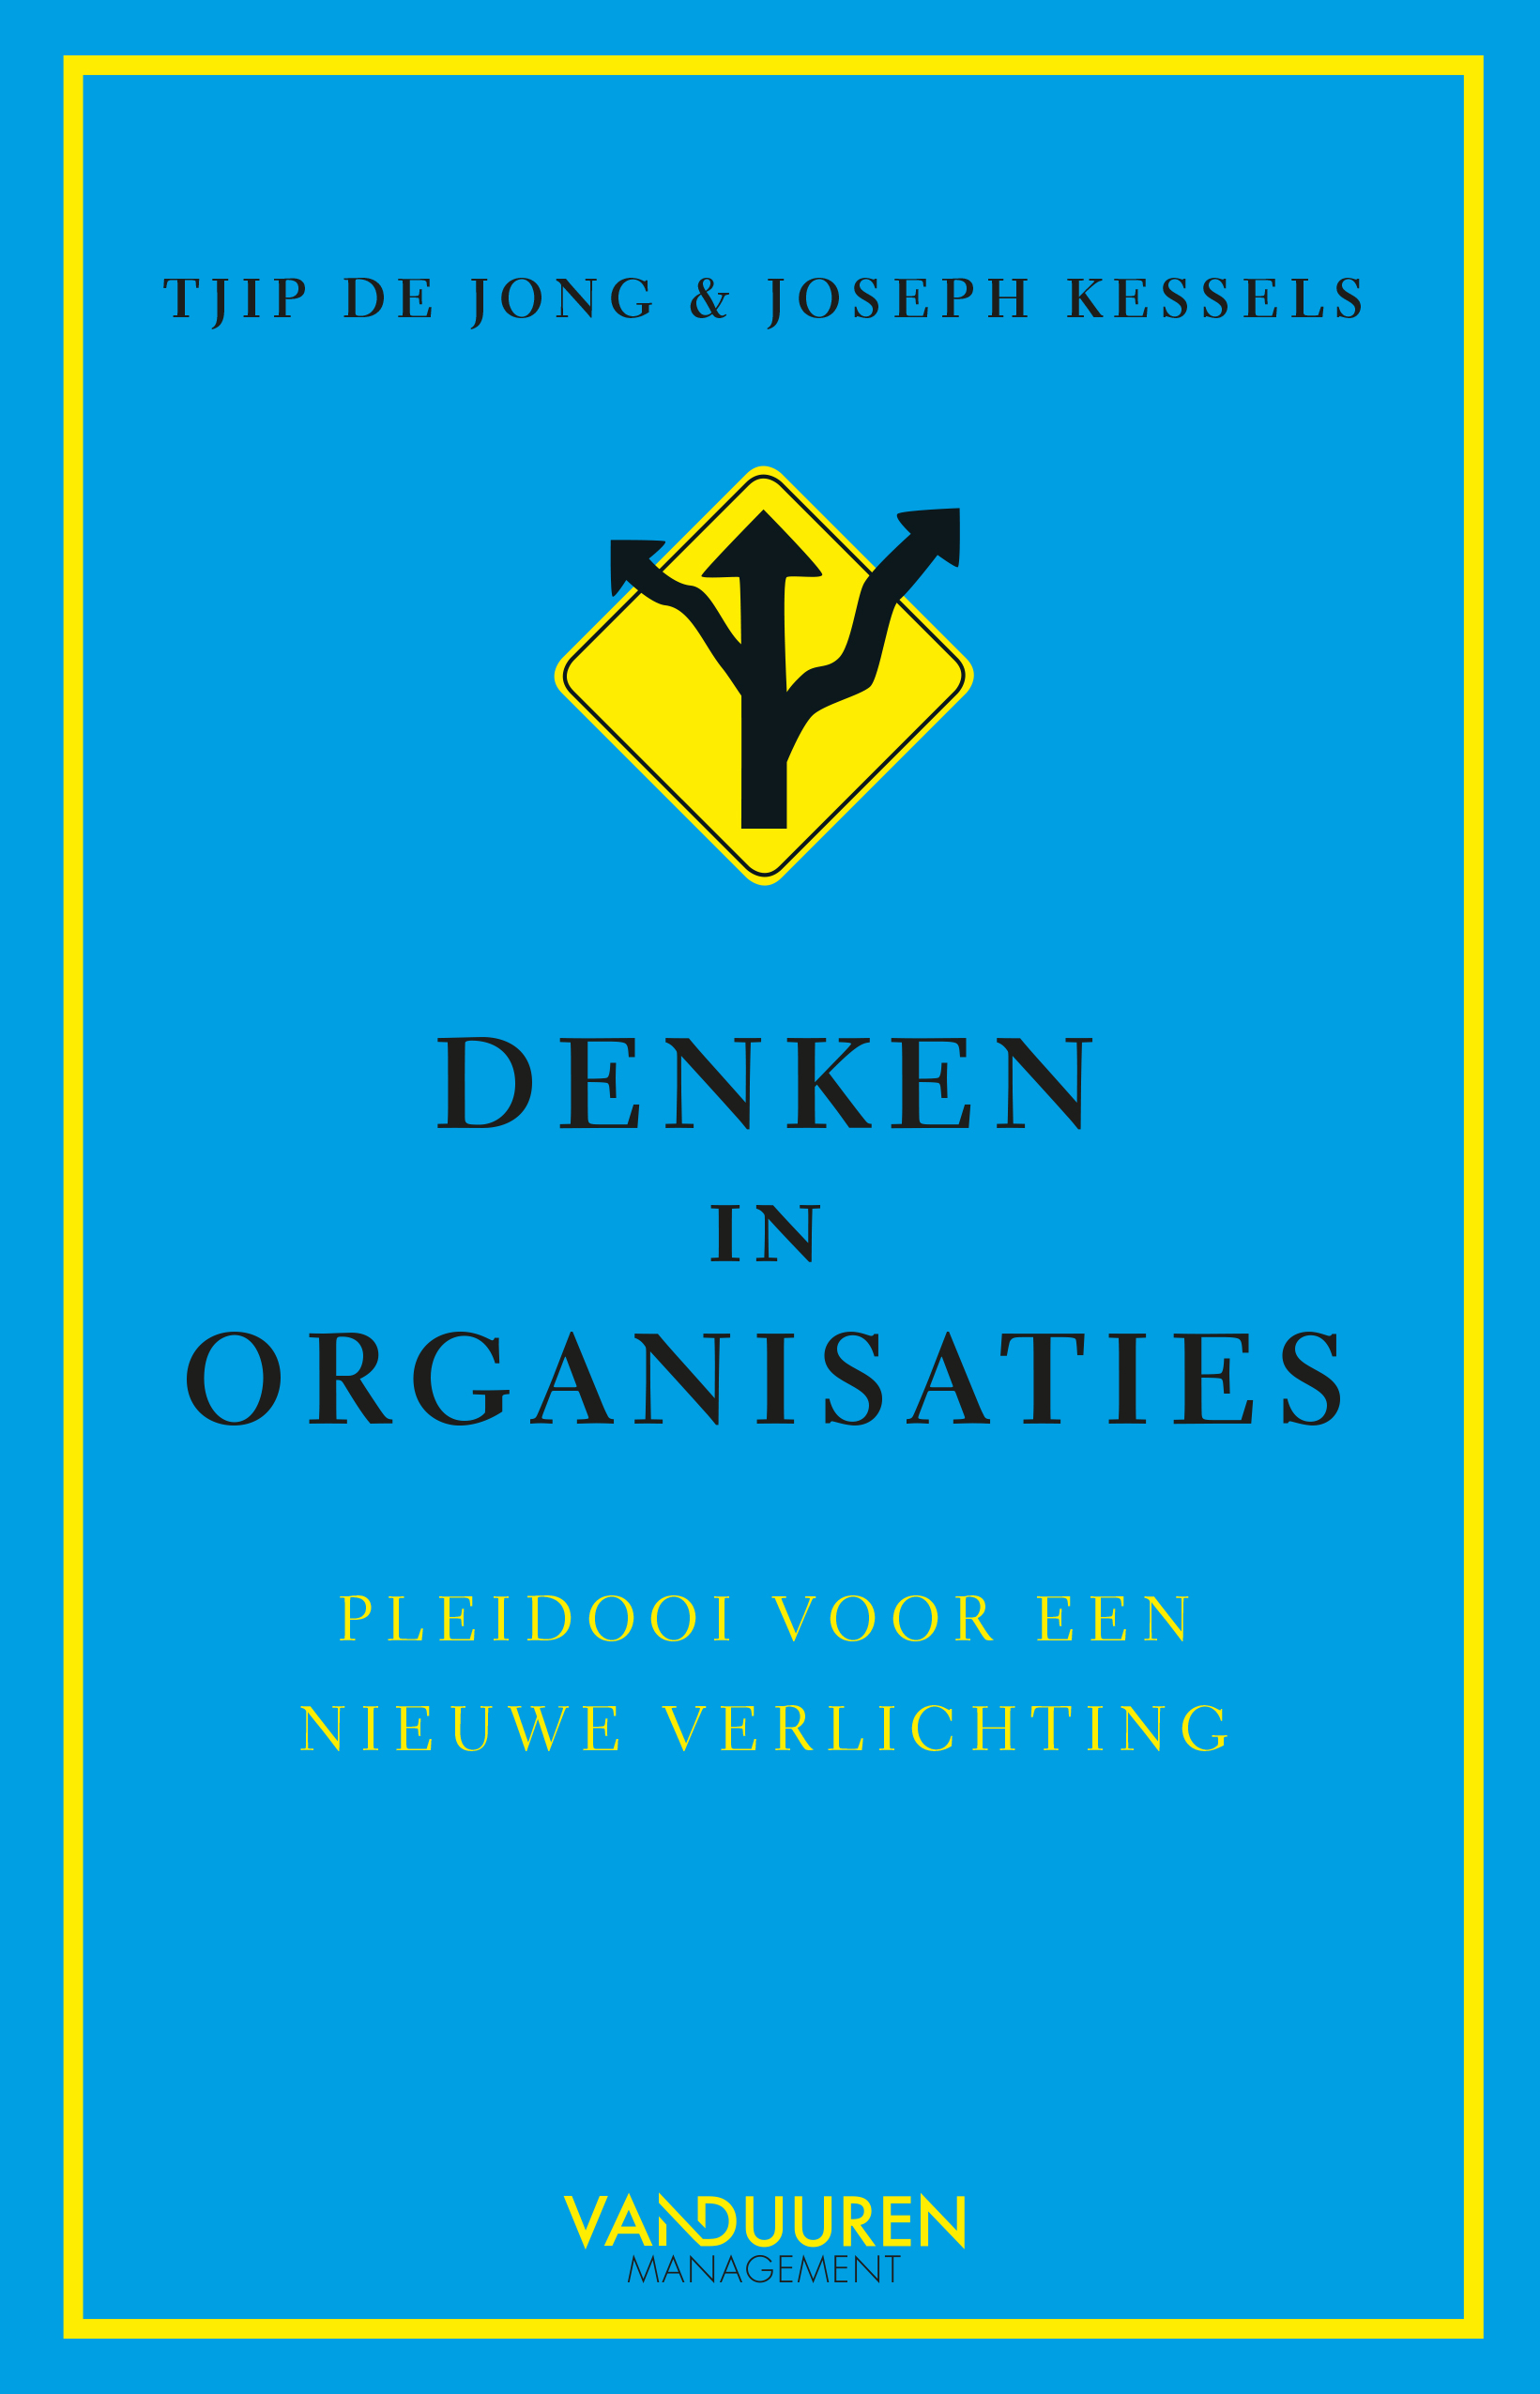 TJIP DE JONG & JOSEPH KESSELS
DENKEN
IN
ORGANISATIES
PLEIDOOI VOOR EEN
NIEUWE VERLICHTING
VANDUUREN
MANAGEMENT